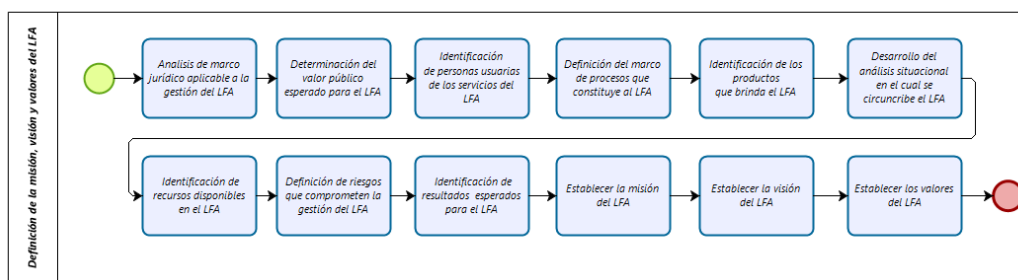 Definición de la misión, visión y valores del LFA
Analisis de marco
jurídico aplicable a la
gestión del LFA
Determinación del
valor público
esperado para el LFA
Identificación
de personas usuarias
de los servicios del
LFA
Definición del marco
de procesos que
constituye al LFA
Identificación de los
productos
que brinda el LFA
Desarrollo del
análisis situacional
en el cual se
circuncribe el LFA
Identificación de
recursos disponibles
en el LFA
Definición de riesgos
que comprometen la
gestión del LFA
Identificación de
resultados esperados
para el LFA
Establecer la misión
del LFA
Establecer la visión
del LFA
Establecer los valores
del LFA